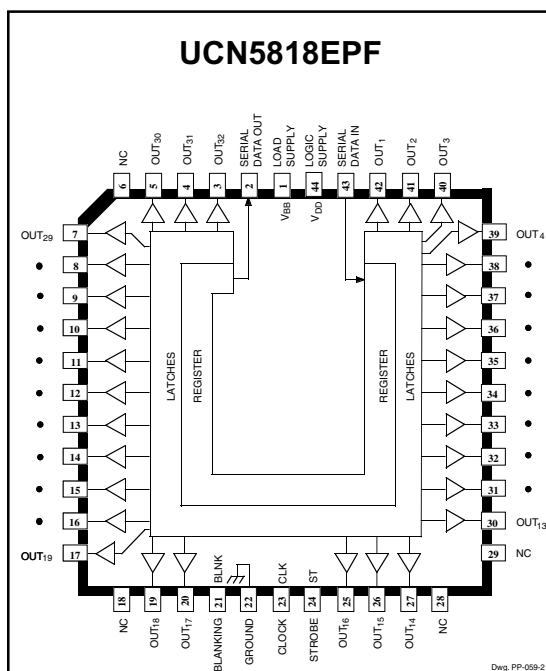 UCN5818EPF
NC
OUT30
OUT31
OUT32
SERIAL
DATA OUT
LOAD
SUPPLY
LOGIC
SUPPLY
SERIAL
DATA IN
OUT1
OUT2
OUT3
6
5
4
3
2
1
44
43
42
41
40
VBB
VDD
OUT29
7
39
OUT4
8
38
9
37
10
36
11
35
12
34
13
33
14
32
15
31
16
30
OUT13
OUT19
17
29
NC
LATCHES
REGISTER
REGISTER
LATCHES
BLNK
CLK
ST
18
19
20
21
22
23
24
25
26
27
28
NC
OUT18
OUT17
BLANKING
GROUND
CLOCK
STROBE
OUT16
OUT15
OUT14
NC
Dwg. PP-059-2